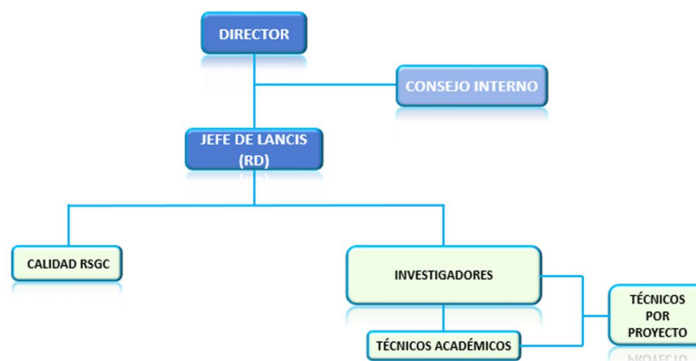 DIRECTOR
CONSEJO INTERNO
JEFE DE LANCIS
(RD)
CALIDAD RSGC
INVESTIGADORES
TÉCNICOS
POR
PROYECTO
TÉCNICOS ACADÉMICOS